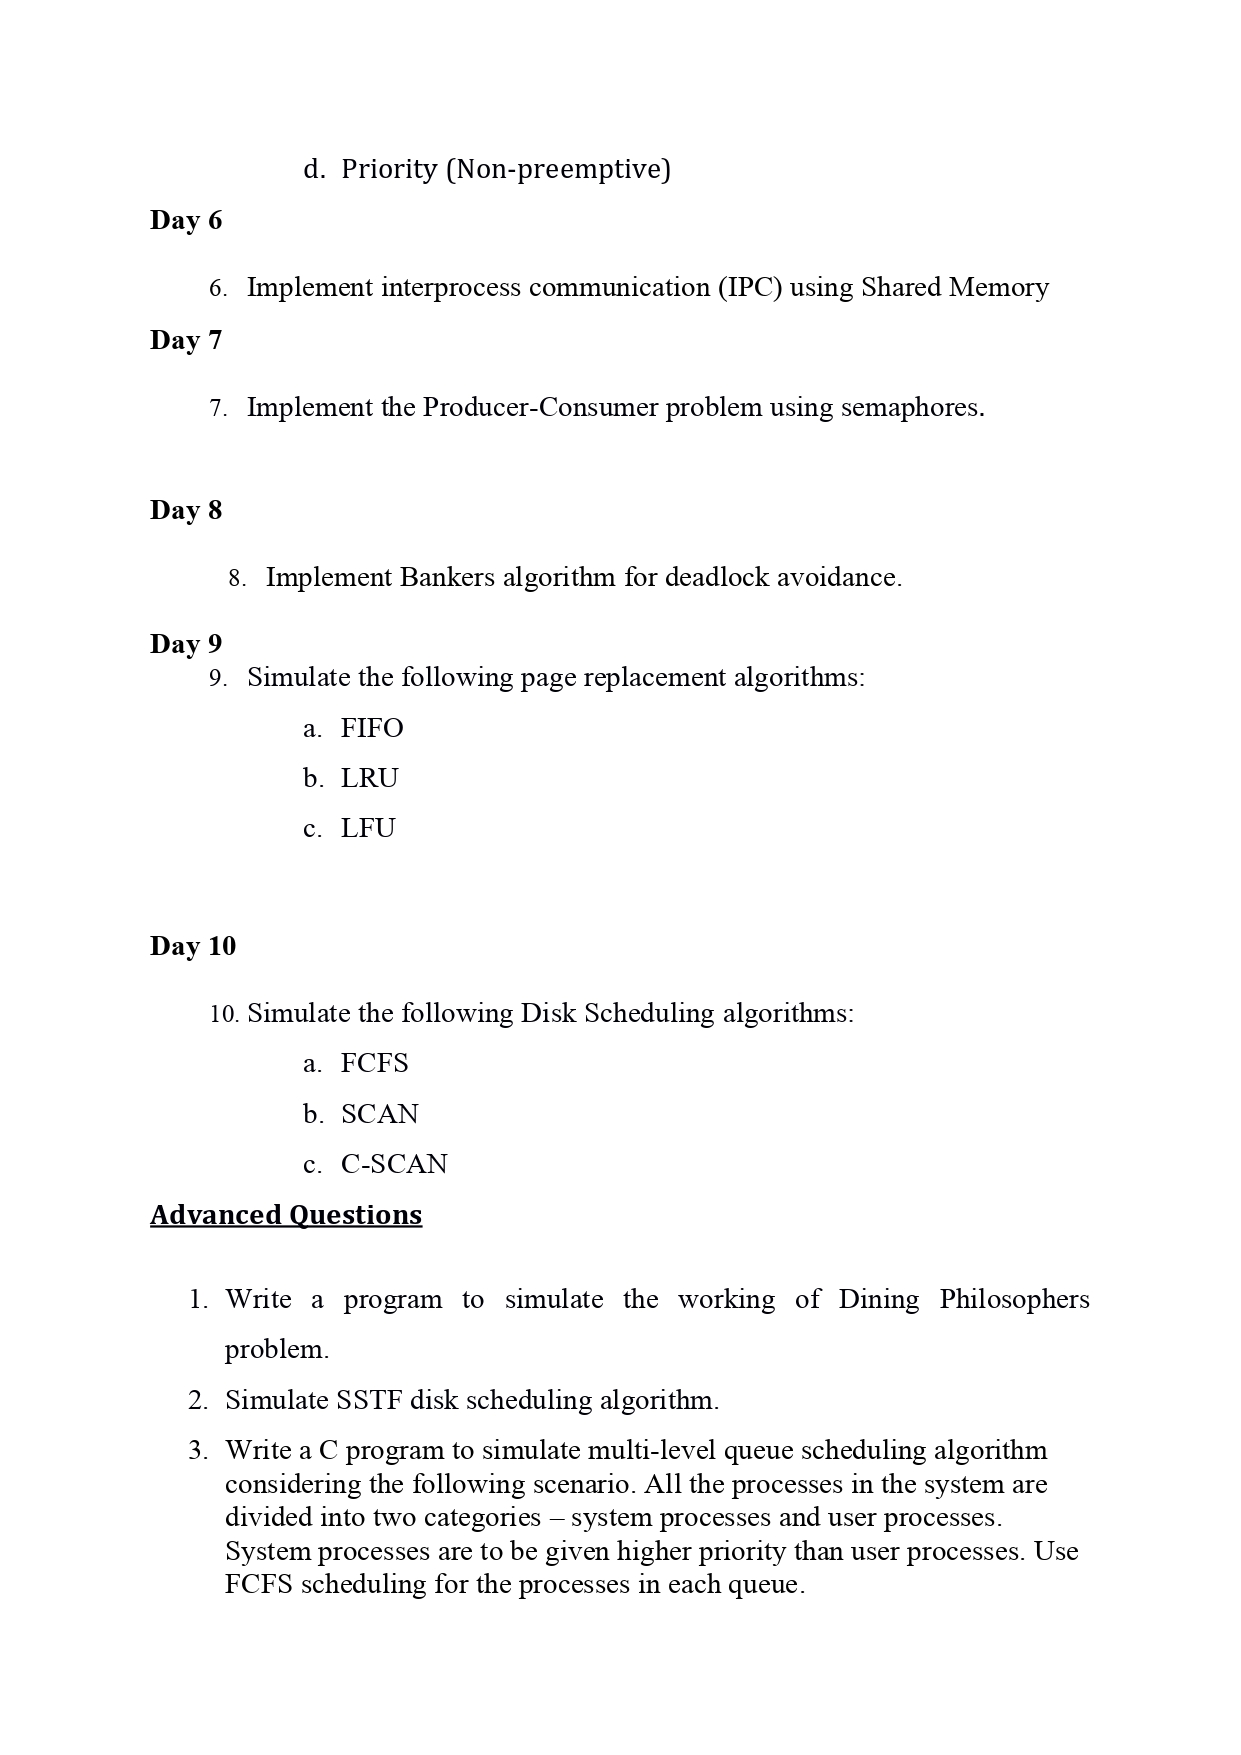 d. Priority (Non-preemptive)
Day 6
6. Implement interprocess communication (IPC) using Shared Memory
Day 7
7. Implement the Producer-Consumer problem using semaphores.
Day 8
8. Implement Bankers algorithm for deadlock avoidance.
Day 9
9. Simulate the following page replacement algorithms:
a. FIFO
b. LRU
c. LFU
Day 10
10. Simulate the following Disk Scheduling algorithms:
a. FCFS
b. SCAN
c. C-SCAN
Advanced Questions
1. Write a program to simulate the working of Dining Philosophers
problem.
2. Simulate SSTF disk scheduling algorithm.
3. Write a C program to simulate multi-level queue scheduling algorithm
considering the following scenario. All the processes in the system are
divided into two categories – system processes and user processes.
System processes are to be given higher priority than user processes. Use
FCFS scheduling for the processes in each queue.